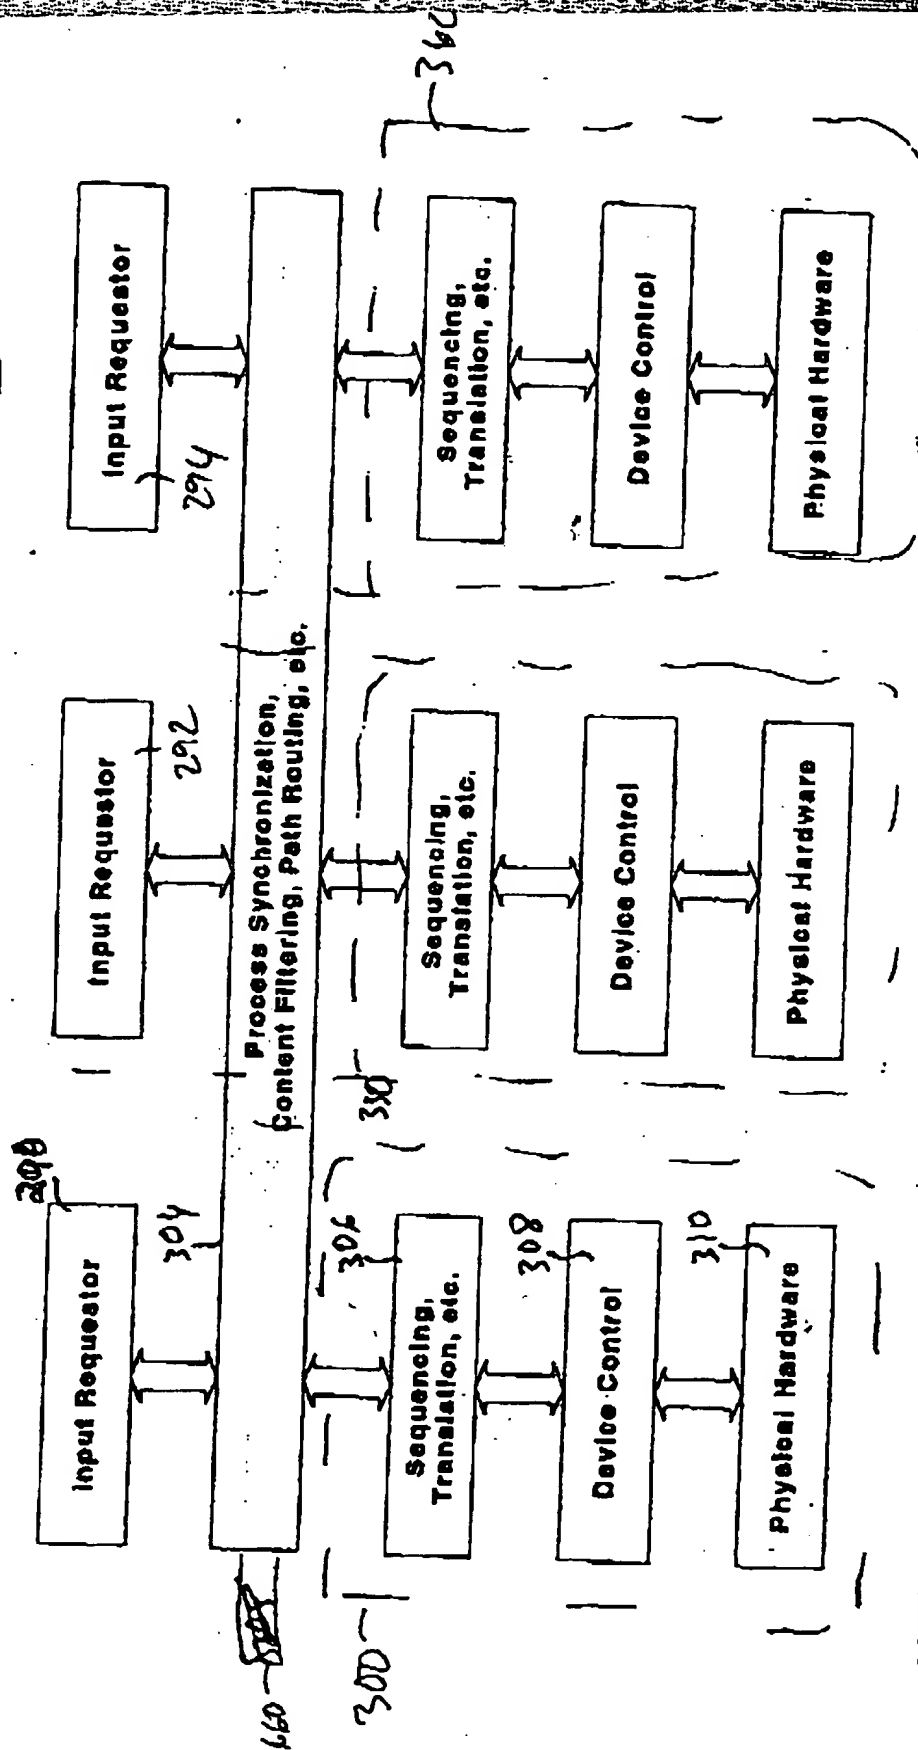 Input Requestor
Input Requestor
292
Input Requestor
294
304
Process Synchronization,
Content Filtering, Path Routing, etc.
660
300
330
360
306
Sequencing,
Translation, etc.
Sequencing,
Translation, etc.
Sequencing,
Translation, etc.
308
Device Control
Device Control
Device Control
310
Physical Hardware
Physical Hardware
Physical Hardware